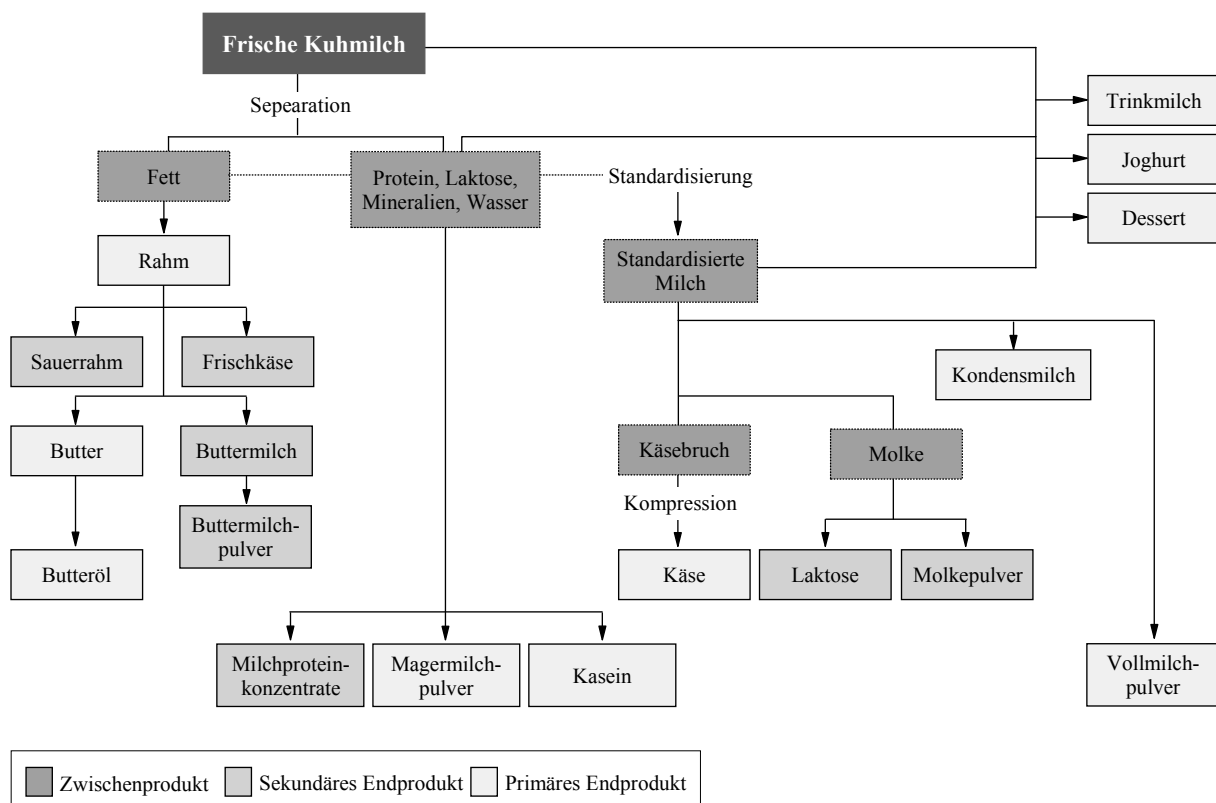 Frische Kuhmilch
Sepearation
Trinkmilch
Joghurt
Dessert
Fett
Protein, Laktose,
Mineralien, Wasser
Standardisierung
Rahm
Standardisierte
Milch
Sauerrahm
Frischkäse
Kondensmilch
Butter
Buttermilch
Käsebruch
Molke
Kompression
Buttermilch-
pulver
Butteröl
Käse
Laktose
Molkepulver
Milchprotein-
konzentrate
Magermilch-
pulver
Kasein
Vollmilch-
pulver
Zwischenprodukt
Sekundäres Endprodukt
Primäres Endprodukt